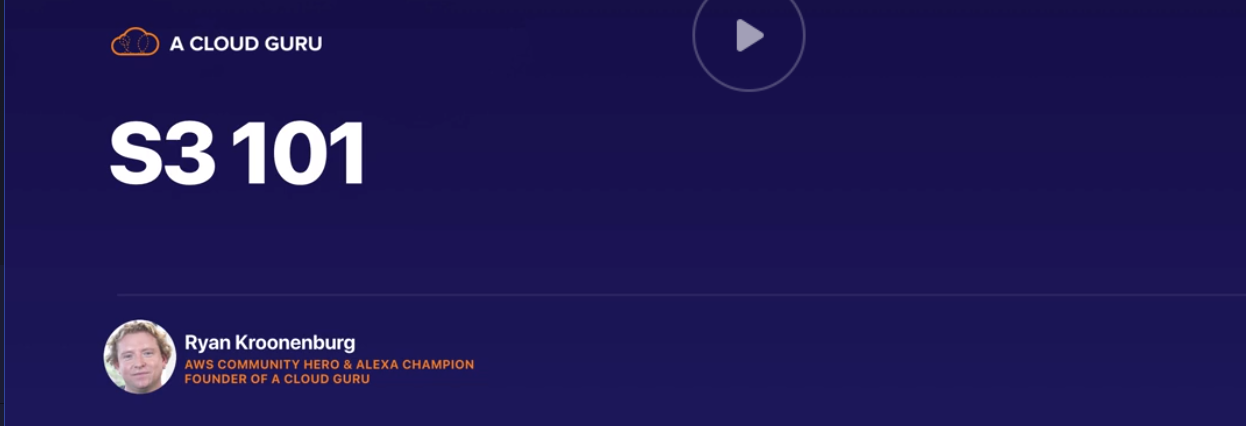 A CLOUD GURU
S3 101
Ryan Kroonenburg
AWS COMMUNITY HERO & ALEXA CHAMPION
FOUNDER OF A CLOUD GURU